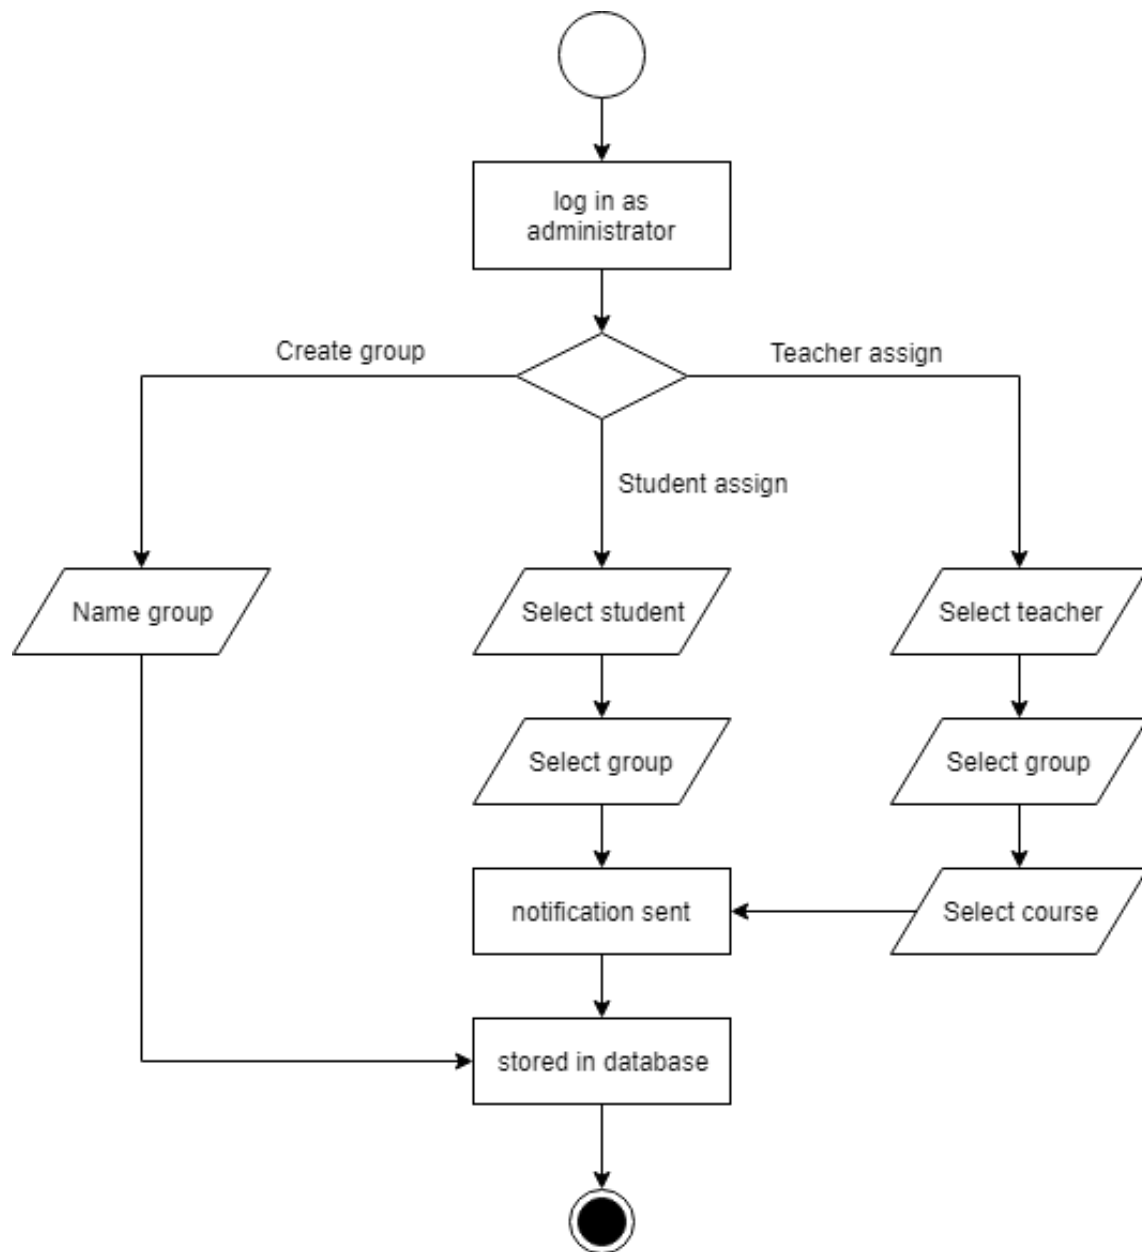 log in as
administrator
Create group
Teacher assign
Student assign
Name group
Select student
Select teacher
Select group
Select group
notification sent
Select course
stored in database